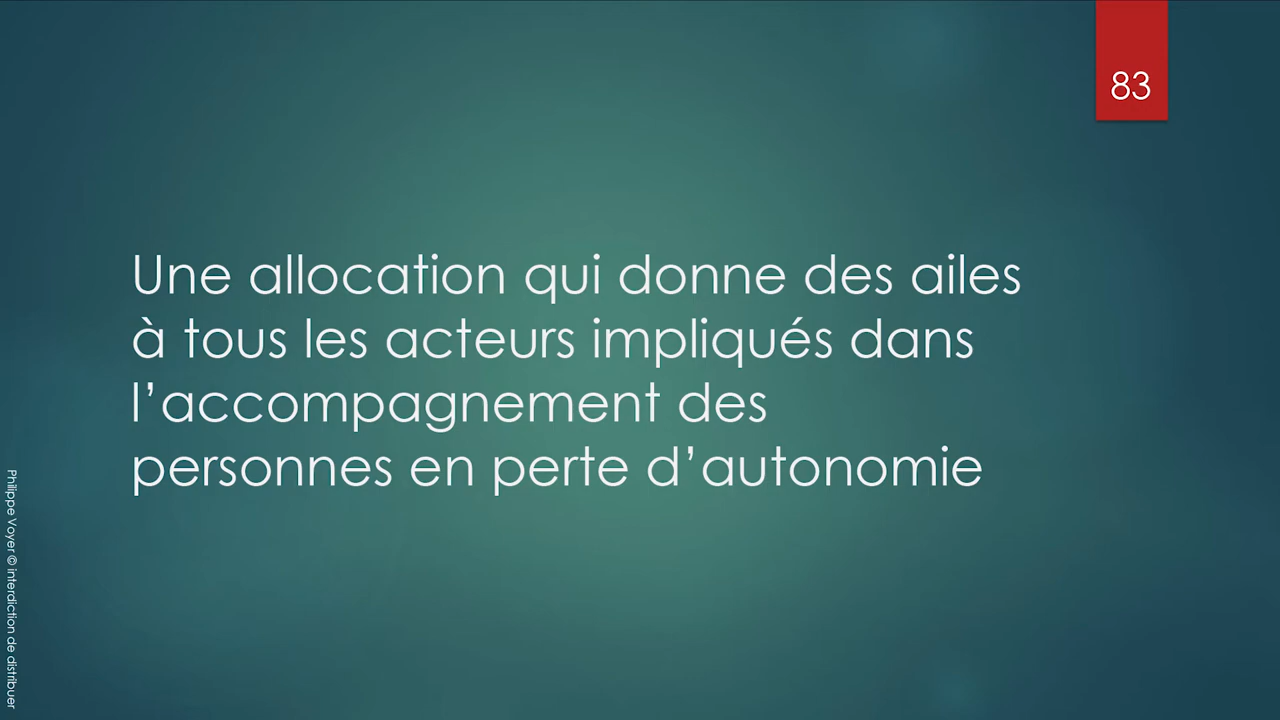 83
Une allocation qui donne des ailes
à tous les acteurs impliqués dans
l’accompagnement des
personnes en perte d’autonomie
Philippe Voyer © interdiction de distribuer